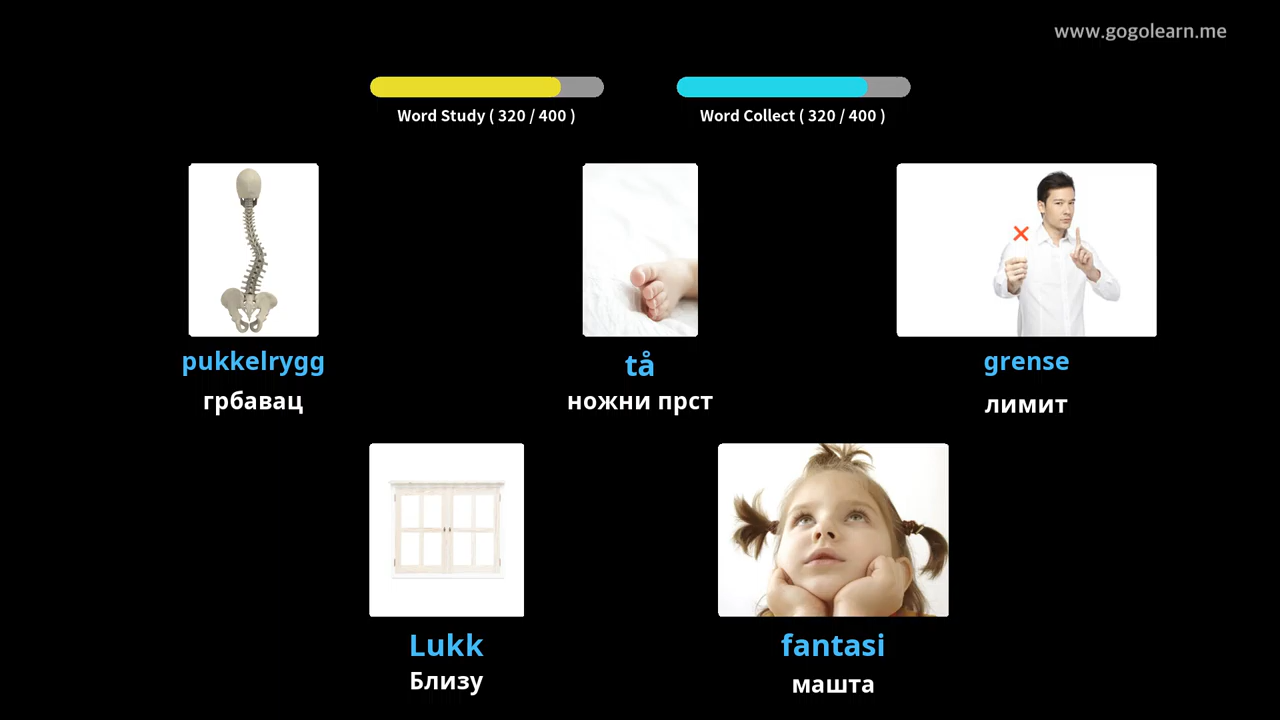 www.gogolearn.me
Word Study ( 320 / 400 )
Word Collect ( 320 / 400 )
pukkelrygg
грбавац
tå
ножни прст
grense
лимит
Lukk
Близу
fantasi
машта